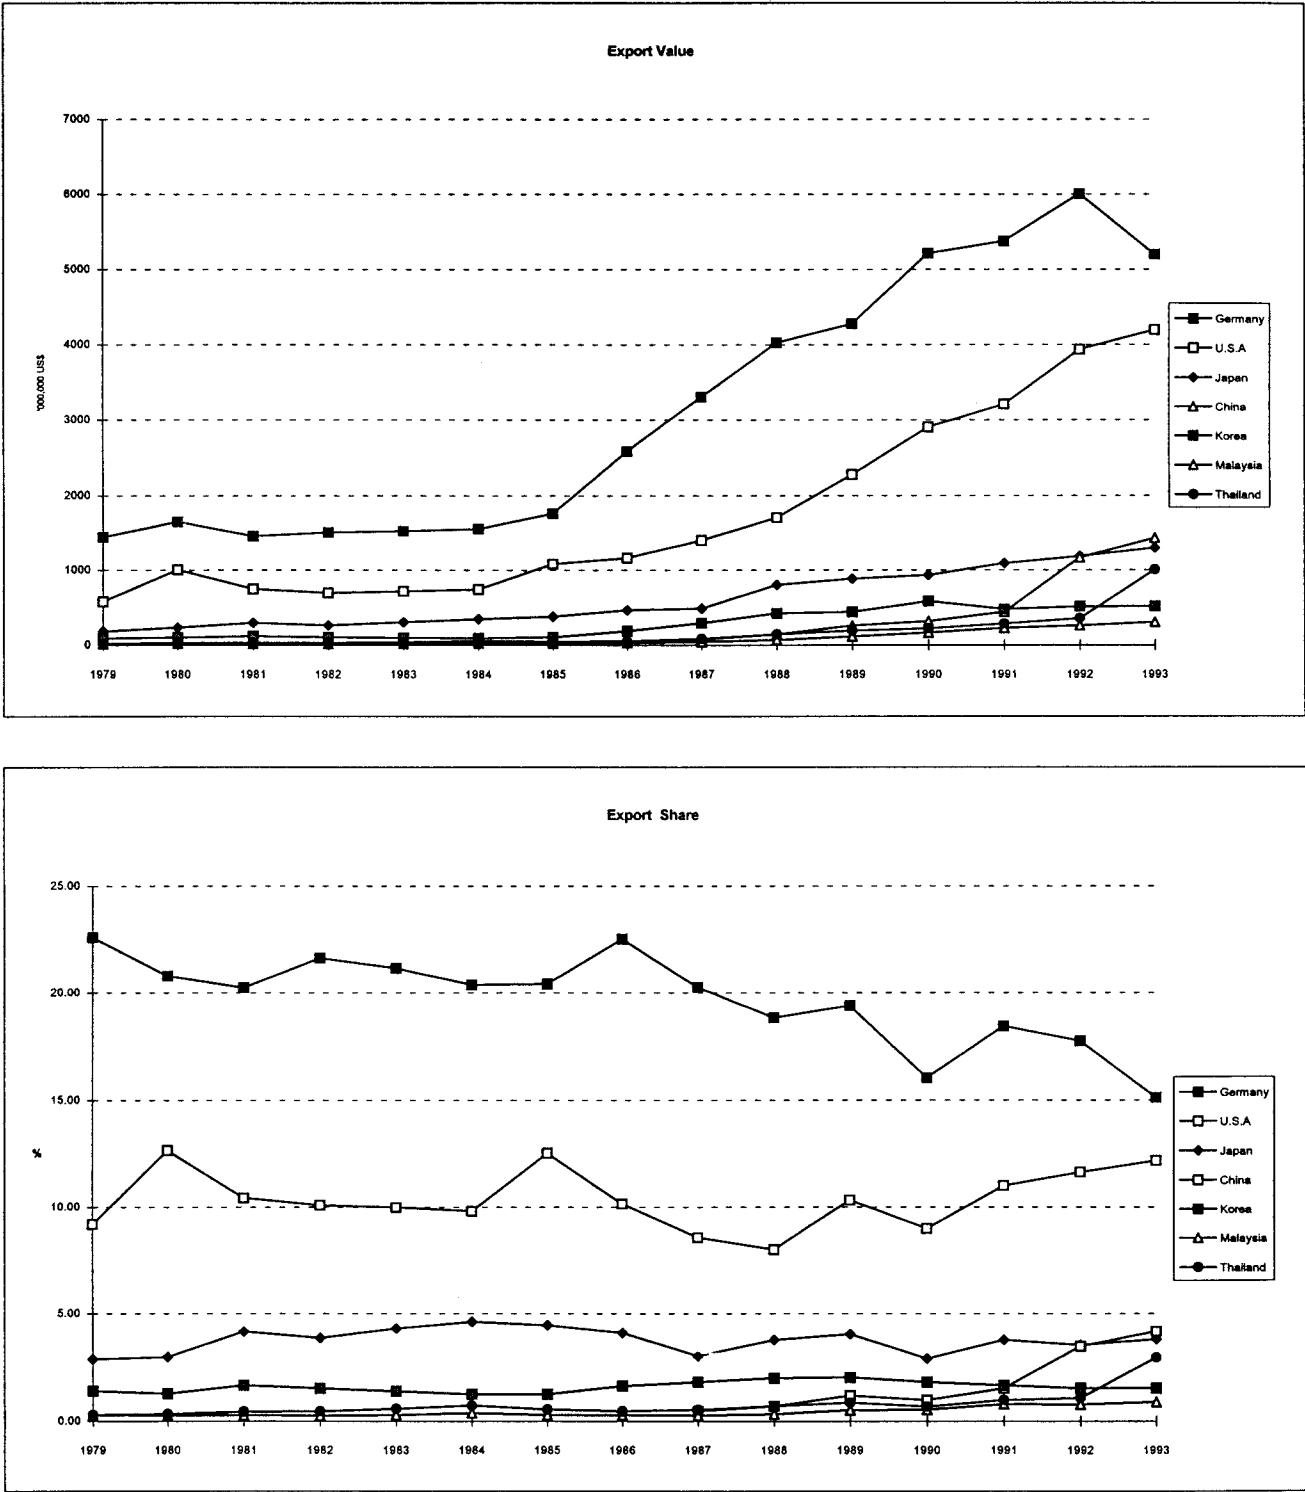 Export Value
7000
6000
5000
4000
3000
2000
1000
0
'000,000 US$
1979 1980 1981 1982 1983 1984 1985 1986 1987 1988 1989 1990 1991 1992 1993
Germany
U.S.A
Japan
China
Korea
Malaysia
Thailand
Export Share
25.00
20.00
15.00
10.00
5.00
0.00
%
1979 1980 1981 1982 1983 1984 1985 1986 1987 1988 1989 1990 1991 1992 1993
Germany
U.S.A
Japan
China
Korea
Malaysia
Thailand